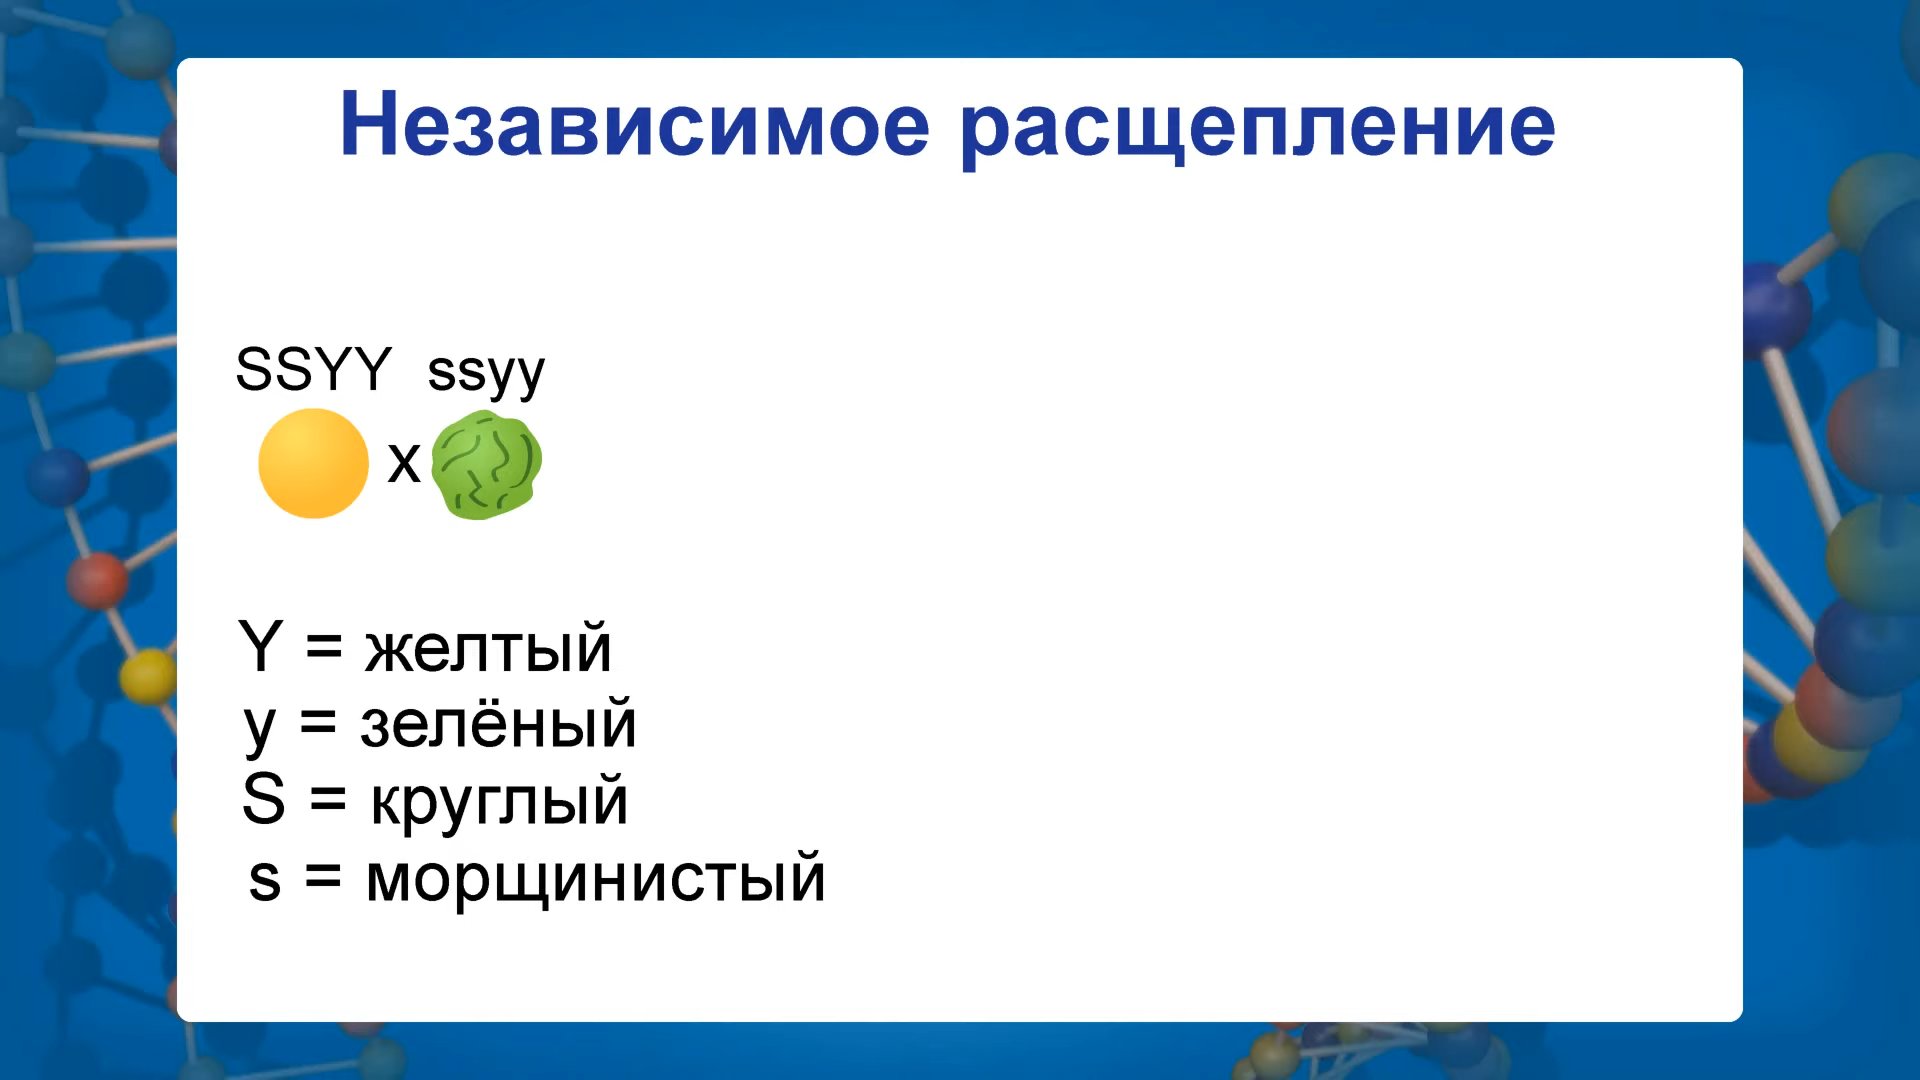 Независимое расщепление
SSYY ssyy
x
Y = желтый
y = зелёный
S = круглый
s = морщинистый